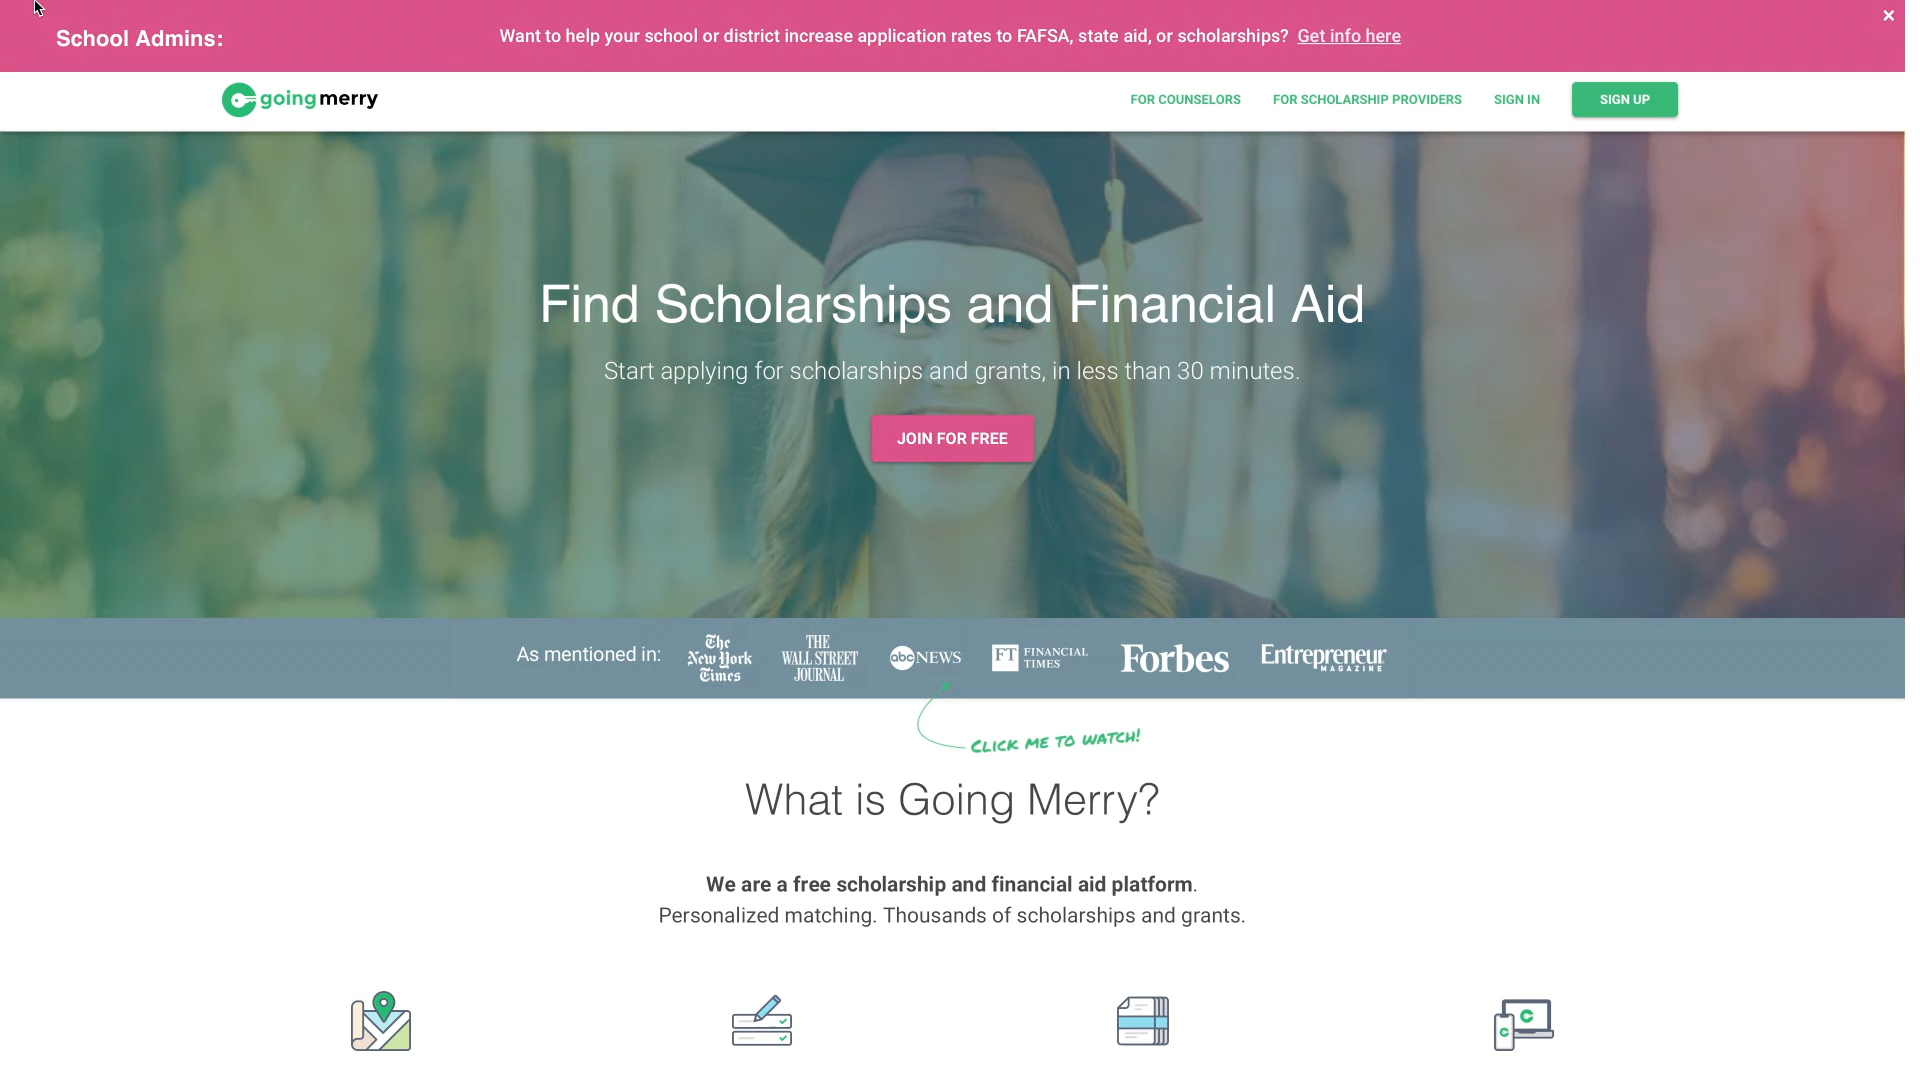 School Admins:
Want to help your school or district increase application rates to FAFSA, state aid, or scholarships? Get info here
goingmerry
FOR COUNSELORS
FOR SCHOLARSHIP PROVIDERS
SIGN IN
SIGN UP
Find Scholarships and Financial Aid
Start applying for scholarships and grants, in less than 30 minutes.
JOIN FOR FREE
As mentioned in:
The
New York
Times
THE
WALL STREET
JOURNAL
abc NEWS
FT
FINANCIAL
TIMES
Forbes
Entrepreneur
MAGAZINE
CLICK ME TO WATCH!
What is Going Merry?
We are a free scholarship and financial aid platform.
Personalized matching. Thousands of scholarships and grants.